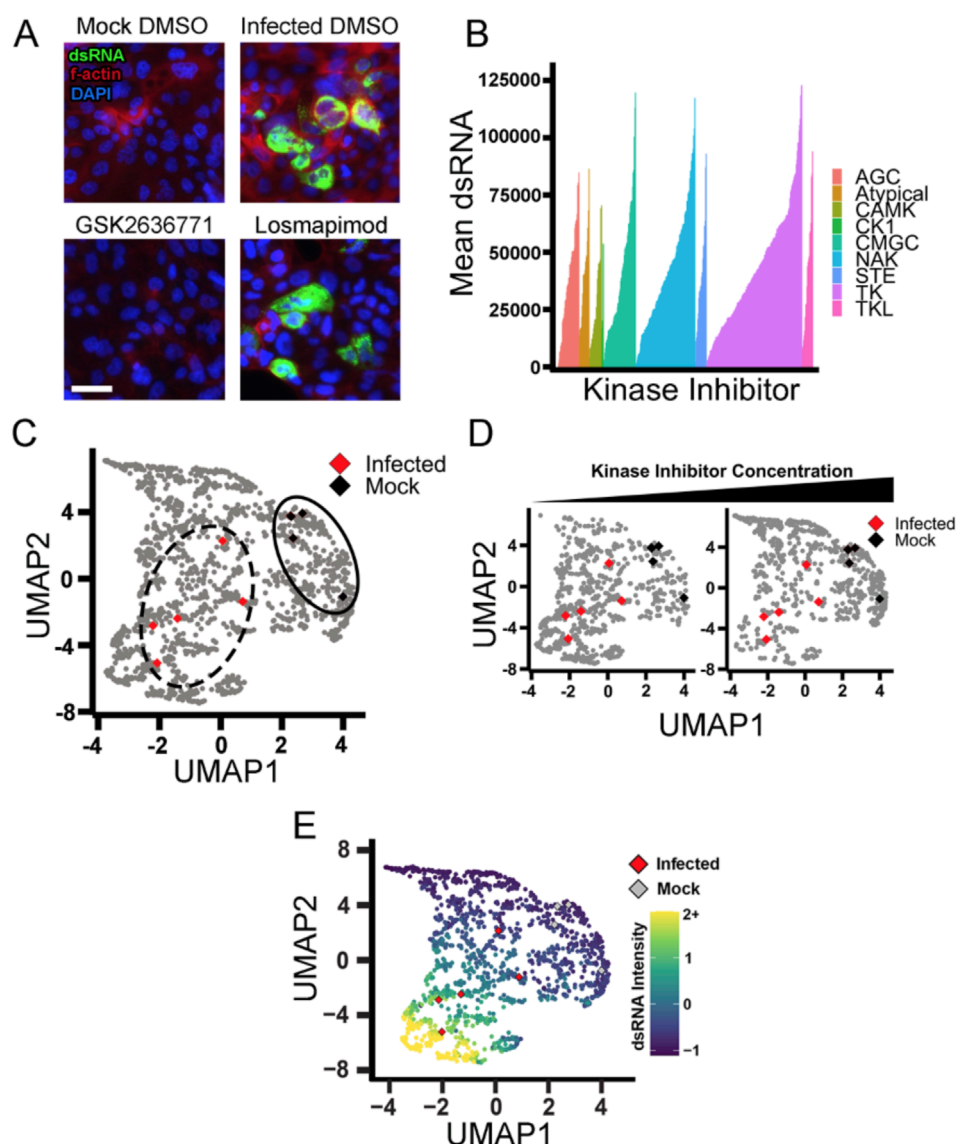 A
Mock DMSO
Infected DMSO
dsRNA
f-actin
DAPI
GSK2636771
Losmapimod
B
Mean dsRNA
125000
100000
75000
50000
25000
0
Kinase Inhibitor
AGC
Atypical
CAMK
CK1
CMGC
NAK
STE
TK
TKL
C
Infected
Mock
UMAP2
4
0
-4
-8
-4
-2
0
2
4
UMAP1
D
Kinase Inhibitor Concentration
Infected
Mock
UMAP2
4
0
-4
-8
-4
-2
0
2
4
4
0
-4
-8
-4
-2
0
2
4
UMAP1
E
Infected
Mock
dsRNA Intensity
2+
1
0
−1
UMAP2
8
4
0
−4
−8
−4
−2
0
2
4
UMAP1